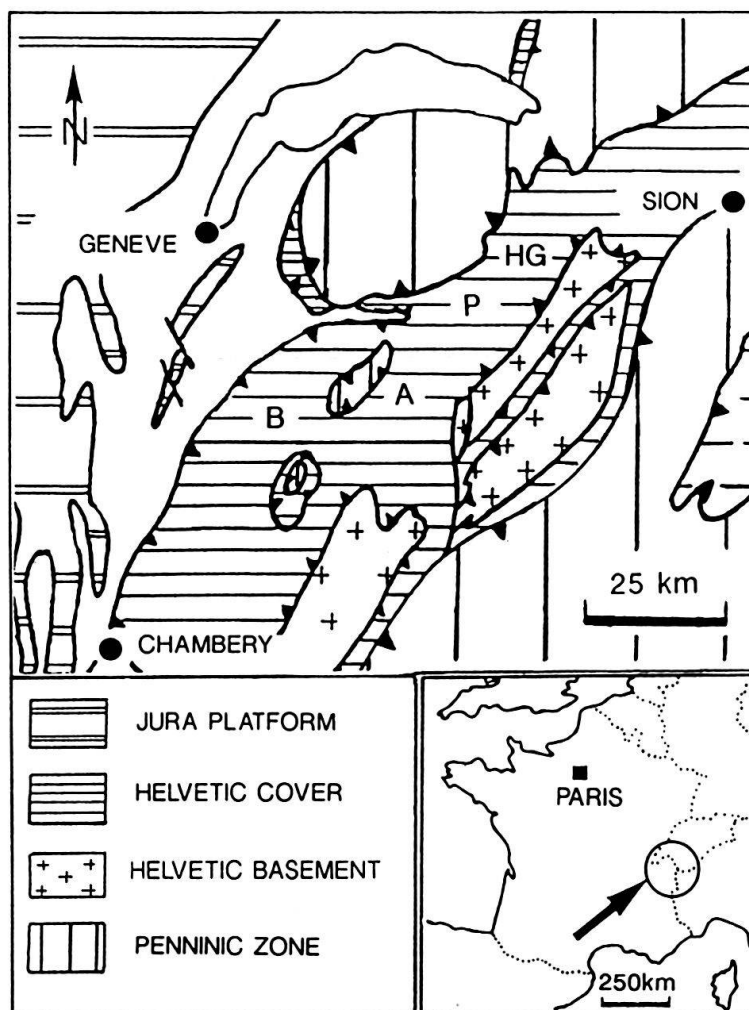 N
GENEVE
SION
HG
P
A
B
25 km
CHAMBERY
JURA PLATFORM
HELVETIC COVER
HELVETIC BASEMENT
PENNINIC ZONE
PARIS
250km